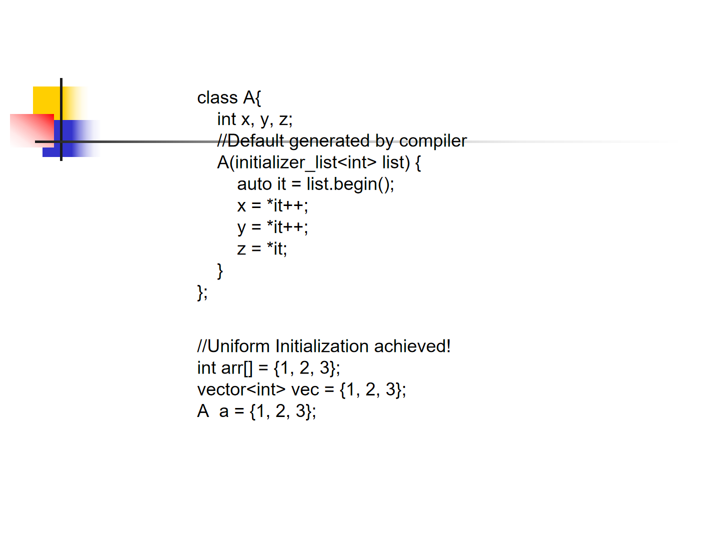 class A{
int x, y, z;
//Default generated by compiler
A(initializer_list<int> list) {
auto it = list.begin();
x = *it++;
y = *it++;
z = *it;
}
};
//Uniform Initialization achieved!
int arr[] = {1, 2, 3};
vector<int> vec = {1, 2, 3};
A  a = {1, 2, 3};